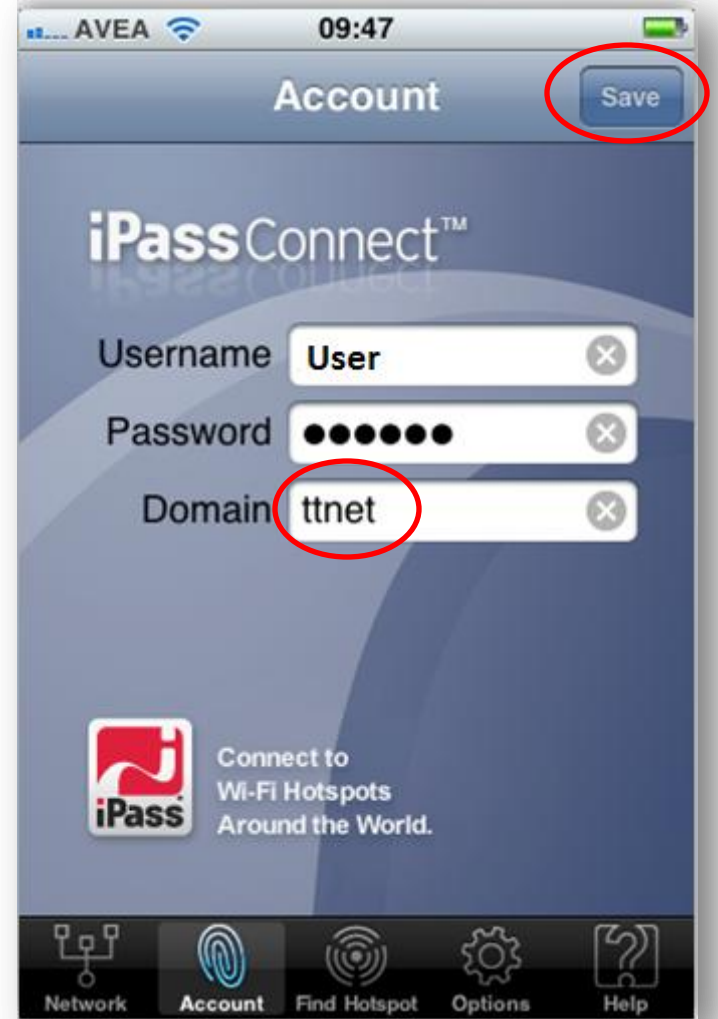 AVEA 09:47
Account Save
iPassConnect™
Username User
Password ●●●●●●
Domain ttnet
Connect to
Wi-Fi Hotspots
iPass Around the World.
Network Account Find Hotspot Options Help